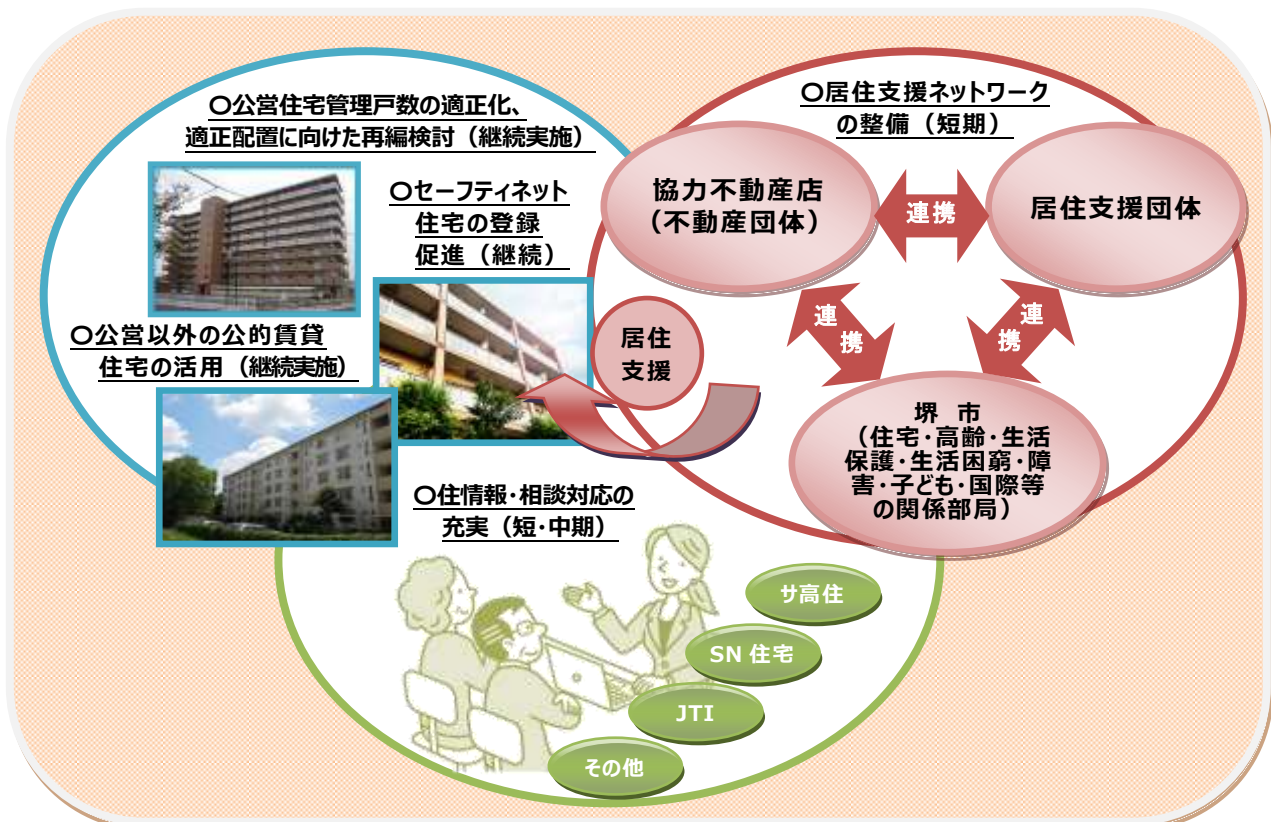 〇公営住宅管理戸数の適正化、
適正配置に向けた再編検討（継続実施）
〇セーフティネット
住宅の登録
促進（継続）
〇公営以外の公的賃貸
住宅の活用（継続実施）
〇居住支援ネットワーク
の整備（短期）
協力不動産店
（不動産団体）
連携
居住支援団体
連携
連携
堺 市
（住宅・高齢・生活
保護・生活困窮・障
害・子ども・国際等
の関係部局）
居住
支援
〇住情報・相談対応の
充実（短・中期）
サ高住
SN 住宅
JTI
その他